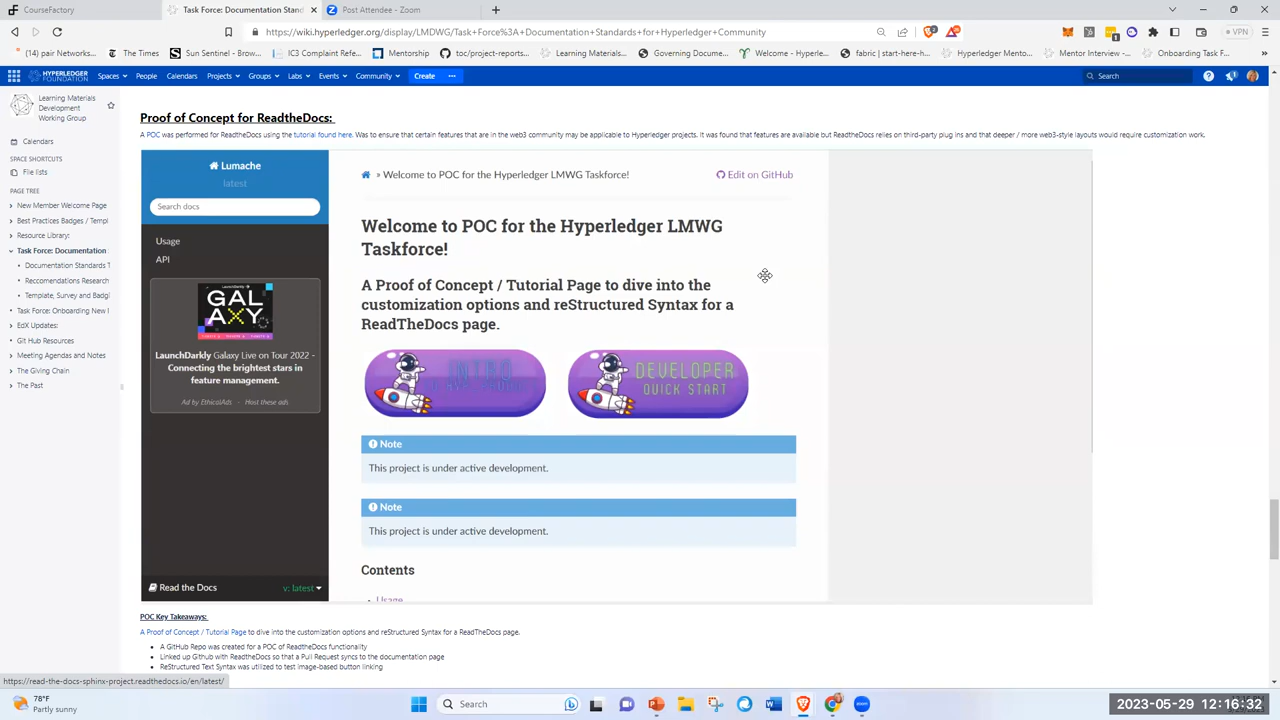 CourseFactory
Task Force: Documentation Stand
Post Attendee - Zoom
https://wiki.hyperledger.org/display/LMDWG/Task+Force%3A+Documentation+Standards+for+Hyperledger+Community
VPN
(14) pair Networks...
The Times
Sun Sentinel - Brow...
IC3 Complaint Refe...
Mentorship
toc/project-reports...
Learning Materials...
Governing Docume...
Welcome - Hyperle...
fabric | start-here-h...
Hyperledger Mento...
Mentor Interview -...
Onboarding Task F...
HYPERLEDGER FOUNDATION
Spaces
People
Calendars
Projects
Groups
Labs
Events
Community
Create
Search
Learning Materials
Development
Working Group
Calendars
SPACE SHORTCUTS
File lists
PAGE TREE
New Member Welcome Page
Best Practices Badges / Templ
Resource Library:
Task Force: Documentation
Documentation Standards T
Reccomendations Research
Template, Survey and Badg
Task Force: Onboarding New I
EdX Updates:
Git Hub Resources
Meeting Agendas and Notes
The Giving Chain
The Past
Proof of Concept for ReadtheDocs:
A POC was performed for ReadtheDocs using the tutorial found here. Was to ensure that certain features that are in the web3 community may be applicable to Hyperledger projects. It was found that features are available but ReadtheDocs relies on third-party plug ins and that deeper / more web3-style layouts would require customization work.
Lumache
latest
Search docs
Usage
API
LAUNCH GALAXY
LaunchDarkly Galaxy Live on Tour 2022 -
Connecting the brightest stars in
feature management.
Ad by EthicalAds · Host these ads
Read the Docs
v: latest
» Welcome to POC for the Hyperledger LMWG Taskforce!
Edit on GitHub
Welcome to POC for the Hyperledger LMWG
Taskforce!
A Proof of Concept / Tutorial Page to dive into the
customization options and reStructured Syntax for a
ReadTheDocs page.
INTRO
DEVELOPER
QUICK START
Note
This project is under active development.
Note
This project is under active development.
Contents
Usage
POC Key Takeaways:
A Proof of Concept / Tutorial Page to dive into the customization options and reStructured Syntax for a ReadTheDocs page.
A GitHub Repo was created for a POC of ReadtheDocs functionality
Linked up Github with ReadtheDocs so that a Pull Request syncs to the documentation page
ReStructured Text Syntax was utilized to test image-based button linking
https://read-the-docs-sphinx-project.readthedocs.io/en/latest/
78°F
Partly sunny
Search
2023-05-29 12:16:32